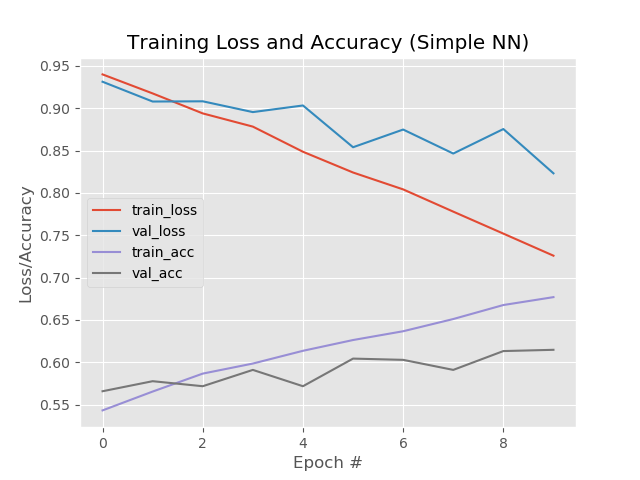 Training Loss and Accuracy (Simple NN)
0.95
0.90
0.85
0.80
0.75
0.70
0.65
0.60
0.55
Loss/Accuracy
train_loss
val_loss
train_acc
val_acc
0 2 4 6 8
Epoch #